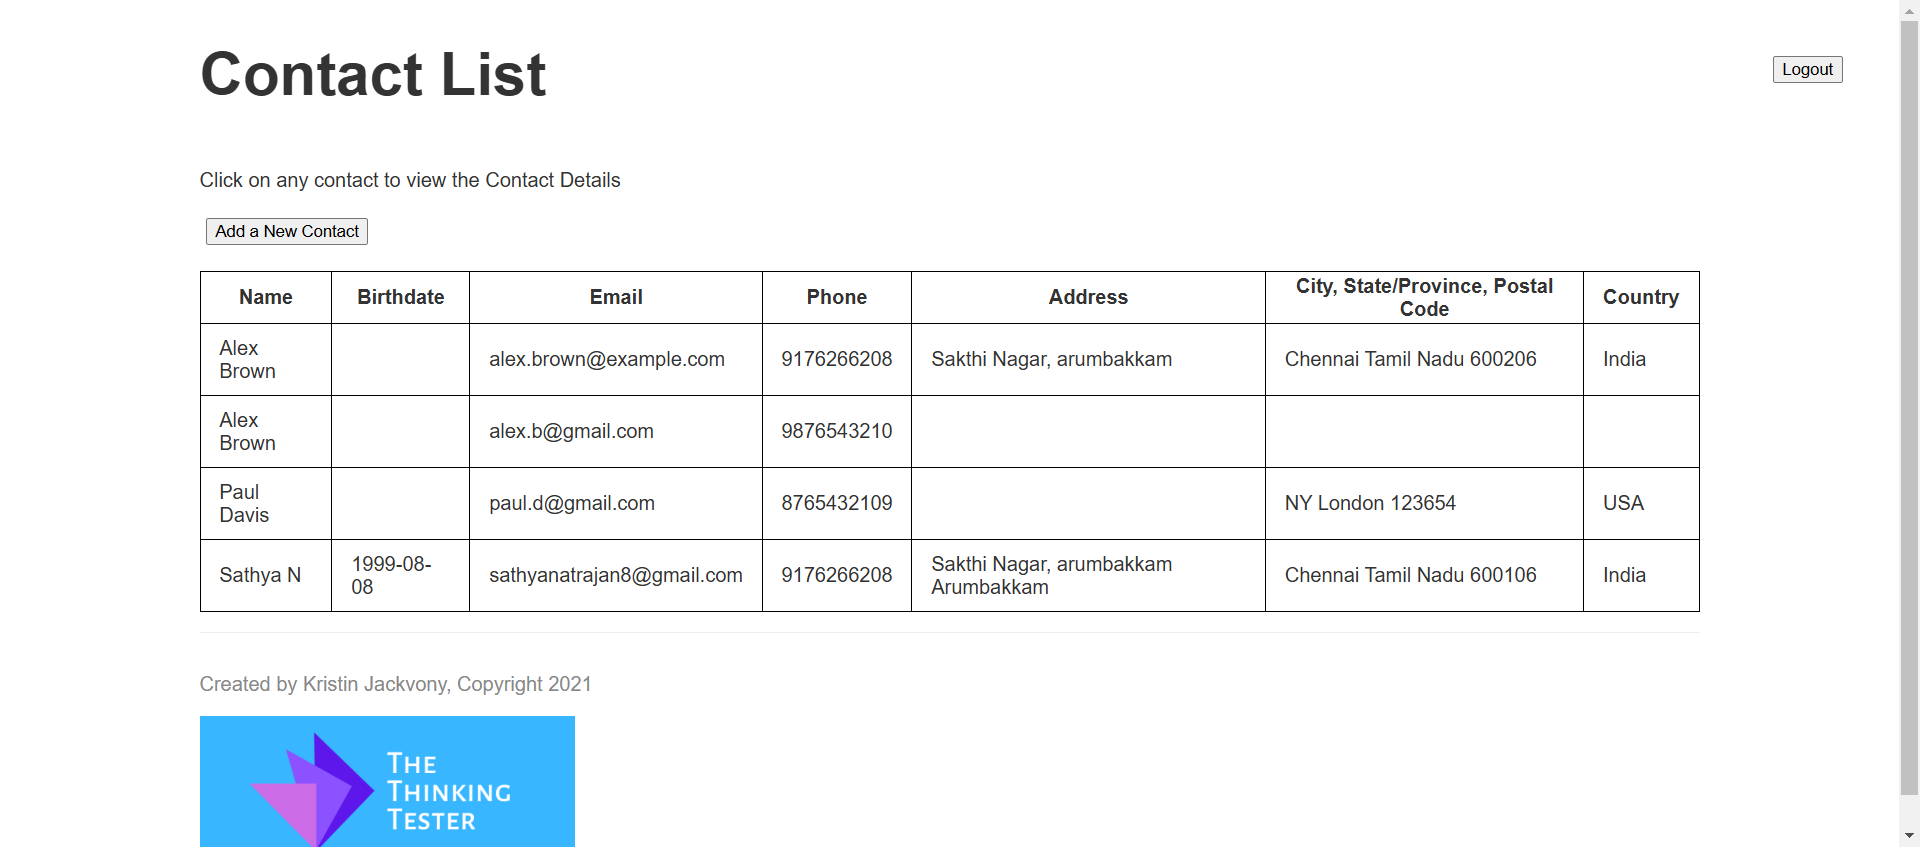 Contact List
Logout
Click on any contact to view the Contact Details
Add a New Contact
Name Birthdate Email Phone Address City, State/Province, Postal Code Country
Alex Brown alex.brown@example.com 9176266208 Sakthi Nagar, arumbakkam Chennai Tamil Nadu 600206 India
Alex Brown alex.b@gmail.com 9876543210
Paul Davis paul.d@gmail.com 8765432109 NY London 123654 USA
Sathya N 1999-08-08 sathyanatrajan8@gmail.com 9176266208 Sakthi Nagar, arumbakkam Arumbakkam Chennai Tamil Nadu 600106 India
Created by Kristin Jackvony, Copyright 2021
THE
THINKING
TESTER